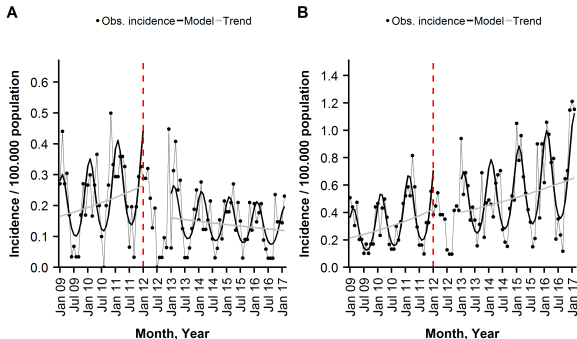 A
Obs. incidence Model Trend
Incidence / 100.000 population
0.6
0.5
0.4
0.3
0.2
0.1
0.0
Jan 09
Jul 09
Jan 10
Jul 10
Jan 11
Jul 11
Jan 12
Jul 12
Jan 13
Jul 13
Jan 14
Jul 14
Jan 15
Jul 15
Jan 16
Jul 16
Jan 17
Month, Year
B
Obs. incidence Model Trend
Incidence / 100.000 population
1.4
1.2
1.0
0.8
0.6
0.4
0.2
0.0
Jan 09
Jul 09
Jan 10
Jul 10
Jan 11
Jul 11
Jan 12
Jul 12
Jan 13
Jul 13
Jan 14
Jul 14
Jan 15
Jul 15
Jan 16
Jul 16
Jan 17
Month, Year